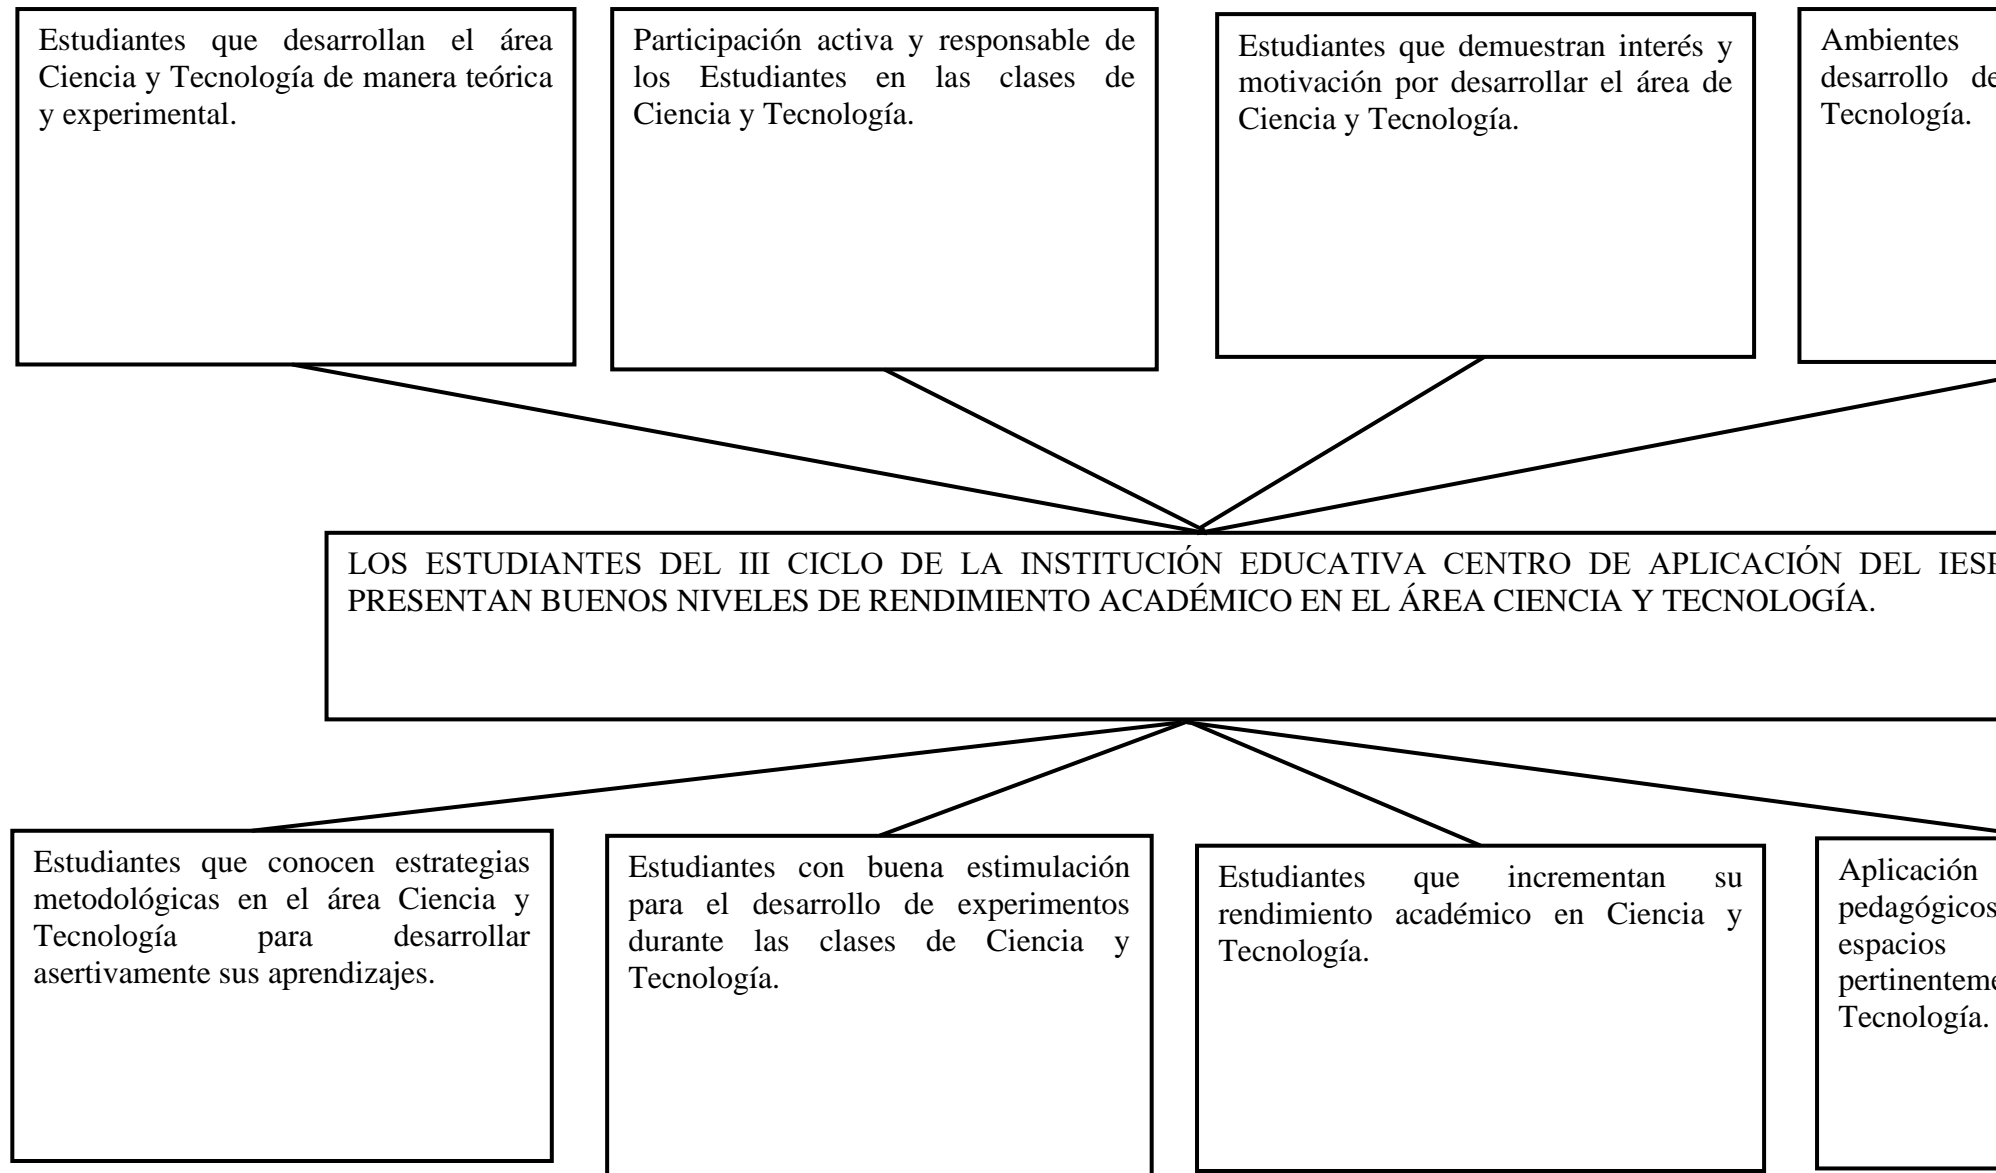 Estudiantes que desarrollan el área
Ciencia y Tecnología de manera teórica
y experimental.
Participación activa y responsable de
los Estudiantes en las clases de
Ciencia y Tecnología.
Estudiantes que demuestran interés y
motivación por desarrollar el área de
Ciencia y Tecnología.
Ambientes
desarrollo
Tecnología.
LOS ESTUDIANTES DEL III CICLO DE LA INSTITUCIÓN EDUCATIVA CENTRO DE APLICACIÓN DEL
PRESENTAN BUENOS NIVELES DE RENDIMIENTO ACADÉMICO EN EL ÁREA CIENCIA Y TECNOLOGÍA.
Estudiantes que conocen estrategias
metodológicas en el área Ciencia y
Tecnología para desarrollar
asertivamente sus aprendizajes.
Estudiantes con buena estimulación
para el desarrollo de experimentos
durante las clases de Ciencia y
Tecnología.
Estudiantes que incrementan su
rendimiento académico en Ciencia y
Tecnología.
Aplicación
pedagógicos
espacios
Tecnología.